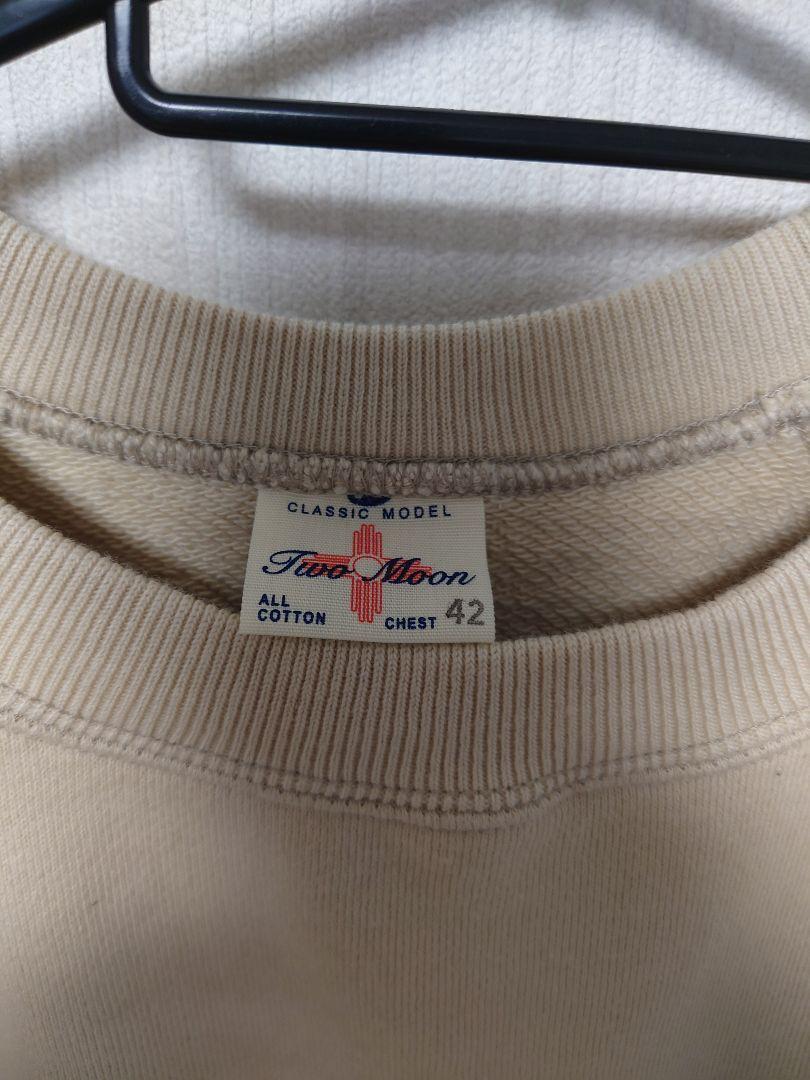 CLASSIC MODEL
Two Moon
ALL
COTTON
CHEST 42